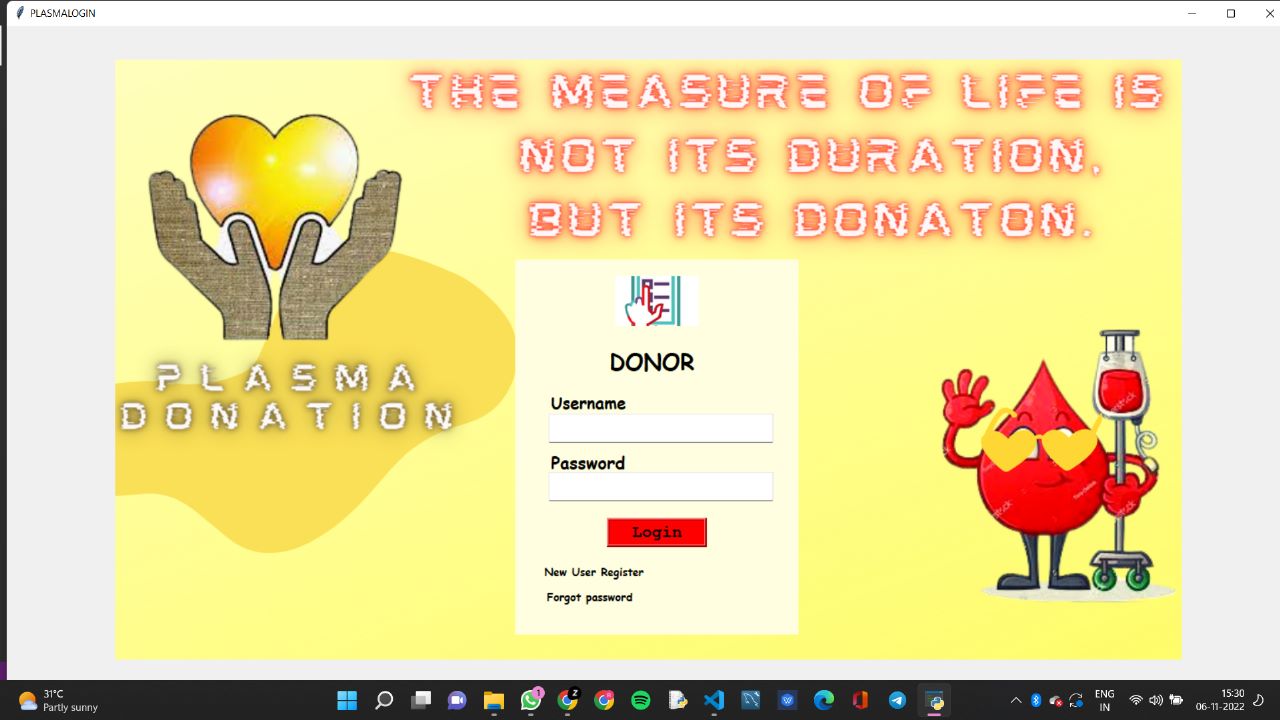 PLASMALOGIN
THE MEASURE OF LIFE IS
NOT ITS DURATION,
BUT ITS DONATON.
PLASMA
DONATION
DONOR
Username
Password
Login
New User Register
Forgot password
31°C
Partly sunny
1
Z
W
ENG
IN
15:30
06-11-2022